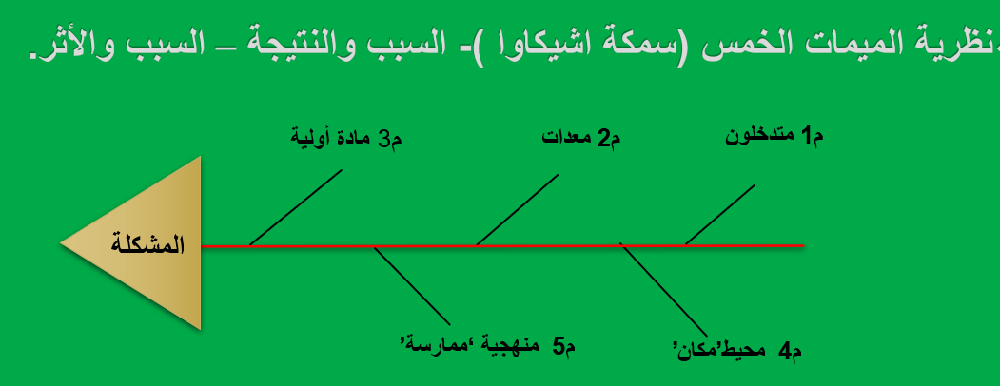 نظرية الميمات الخمس (سمكة اشيكاوا )- السبب والنتيجة – السبب والأثر.
م1 متدخلون
م2 معدات
م3 مادة أولية
المشكلة
م4 محيط’مكان’
م5 منهجية ‘ممارسة’